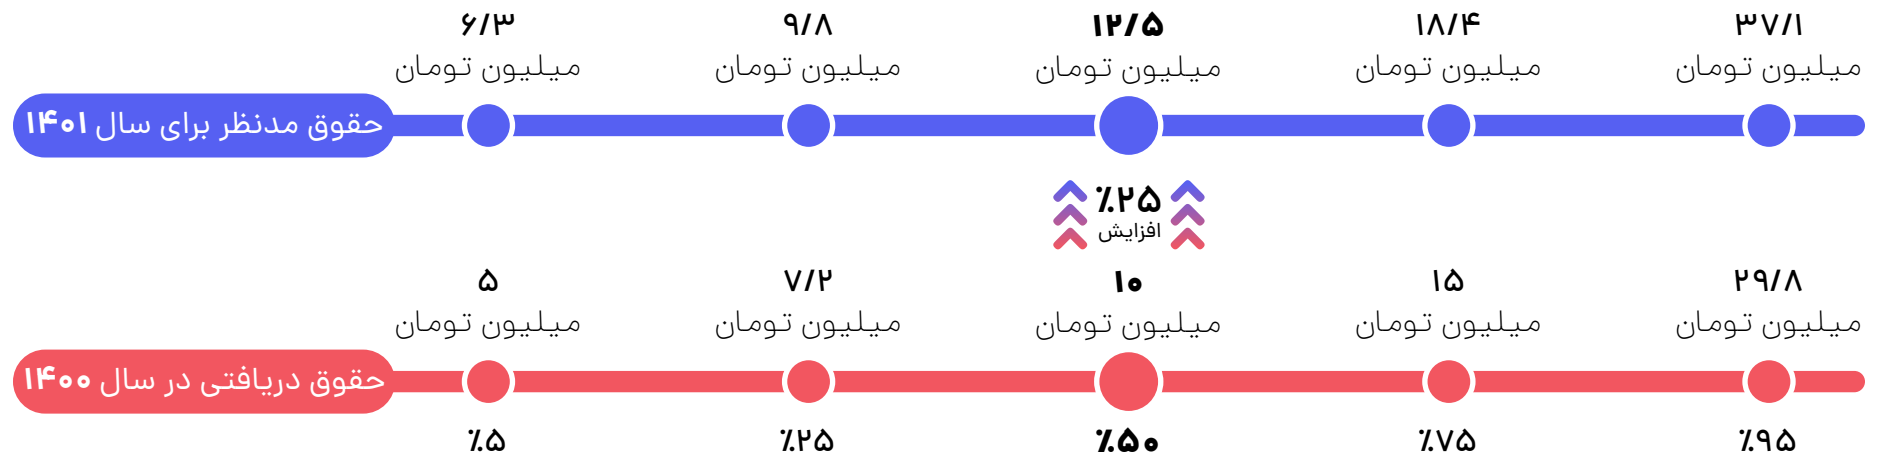 ۶/۳
میلیون تومان
۹/۸
میلیون تومان
۱۲/۵
میلیون تومان
۱۸/۴
میلیون تومان
۳۷/۱
میلیون تومان
حقوق مدنظر برای سال ۱۴۰۱
٪۲۵
افزایش
۵
میلیون تومان
۷/۲
میلیون تومان
۱۰
میلیون تومان
۱۵
میلیون تومان
۲۹/۸
میلیون تومان
حقوق دریافتی در سال ۱۴۰۰
٪۵
٪۲۵
٪۵۰
٪۷۵
٪۹۵